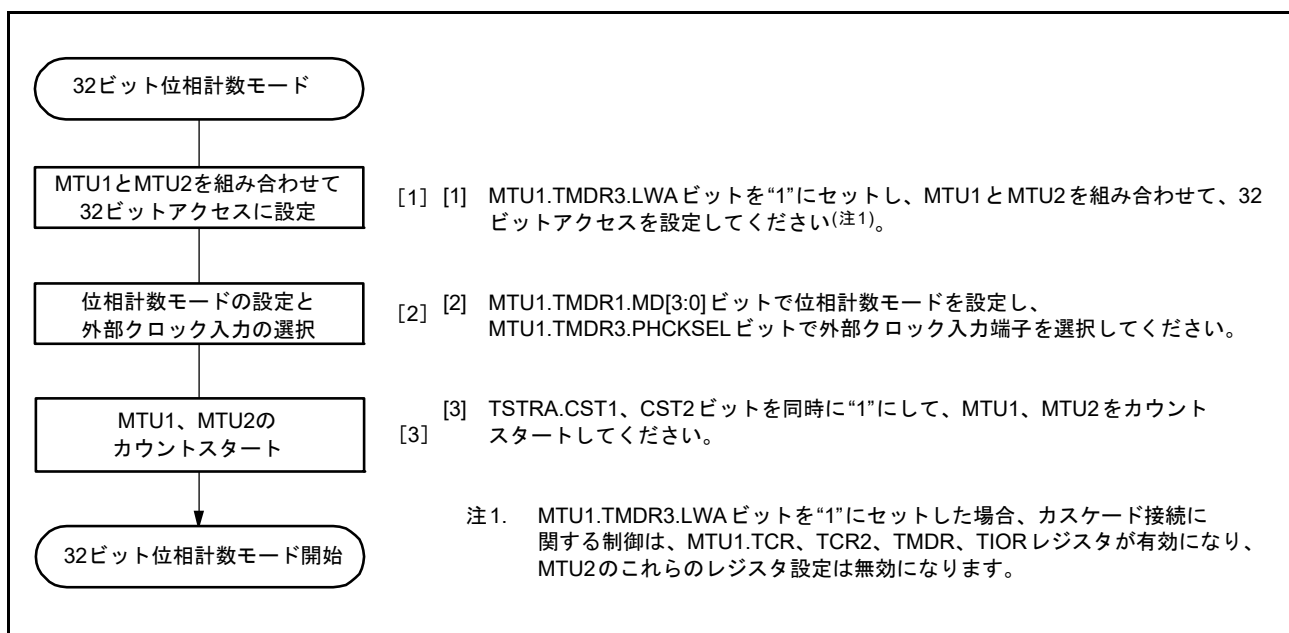 32ビット位相計数モード
MTU1とMTU2を組み合わせて
32ビットアクセスに設定
[1] [1] MTU1.TMDR3.LWAビットを“1”にセットし、MTU1とMTU2を組み合わせて、32
ビットアクセスを設定してください(注1)。
位相計数モードの設定と
外部クロック入力の選択
[2] [2] MTU1.TMDR1.MD[3:0]ビットで位相計数モードを設定し、
MTU1.TMDR3.PHCKSELビットで外部クロック入力端子を選択してください。
MTU1、MTU2の
カウントスタート
[3] [3] TSTRA.CST1、CST2ビットを同時に“1”にして、MTU1、MTU2をカウント
スタートしてください。
32ビット位相計数モード開始
注1. MTU1.TMDR3.LWAビットを“1”にセットした場合、カスケード接続に
関する制御は、MTU1.TCR、TCR2、TMDR、TIORレジスタが有効になり、
MTU2のこれらのレジスタ設定は無効になります。